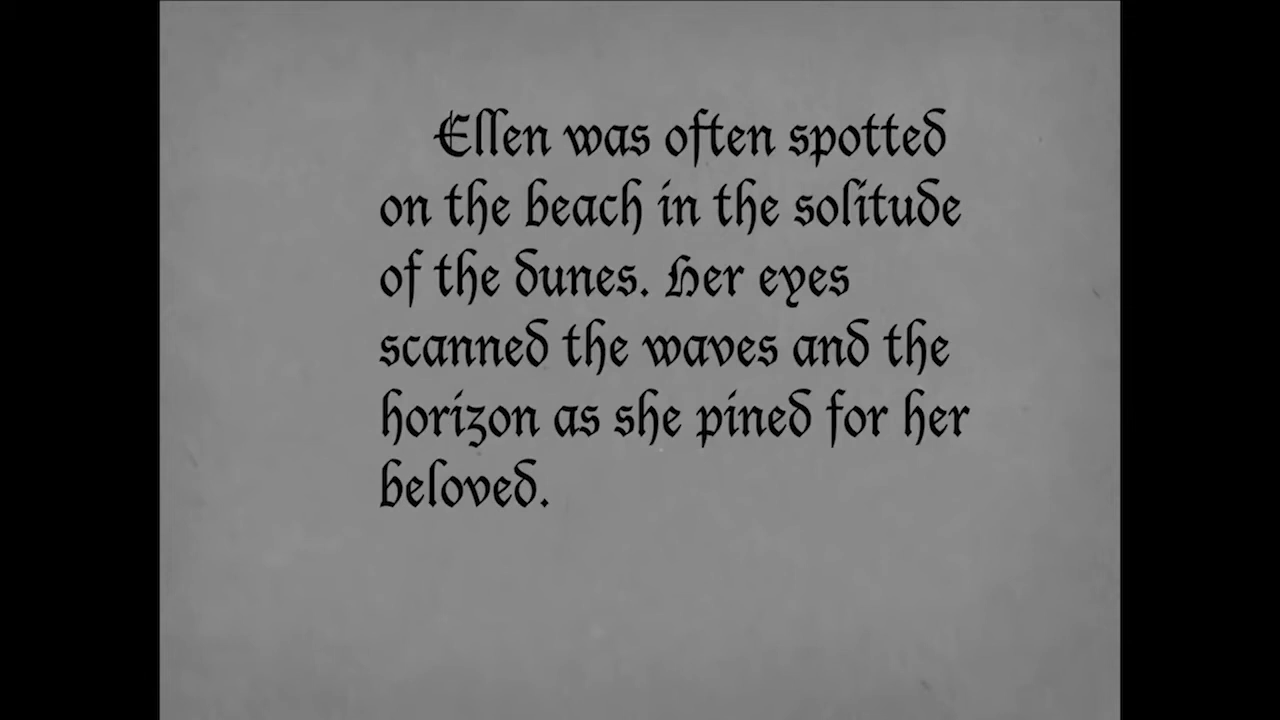 Ellen was often spotted
on the beach in the solitude
of the dunes. Her eyes
scanned the waves and the
horizon as she pined for her
beloved.